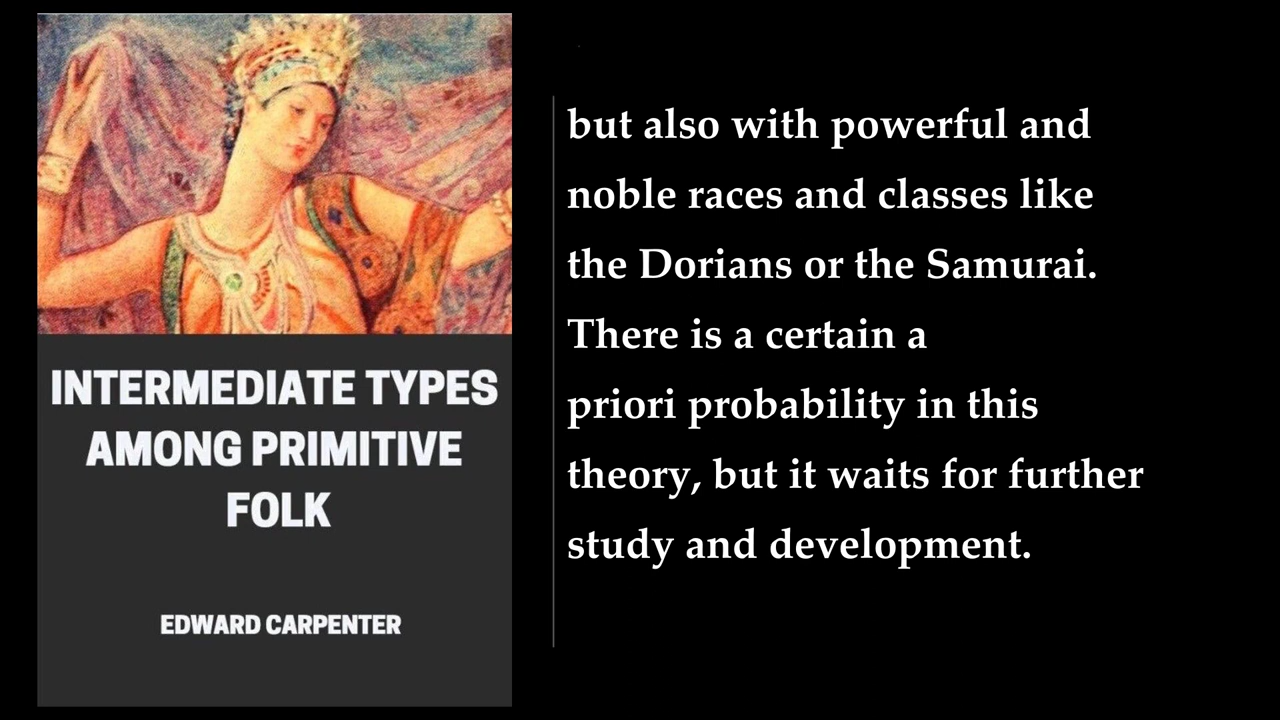 INTERMEDIATE TYPES
AMONG PRIMITIVE
FOLK
EDWARD CARPENTER
but also with powerful and
noble races and classes like
the Dorians or the Samurai.
There is a certain a
priori probability in this
theory, but it waits for further
study and development.